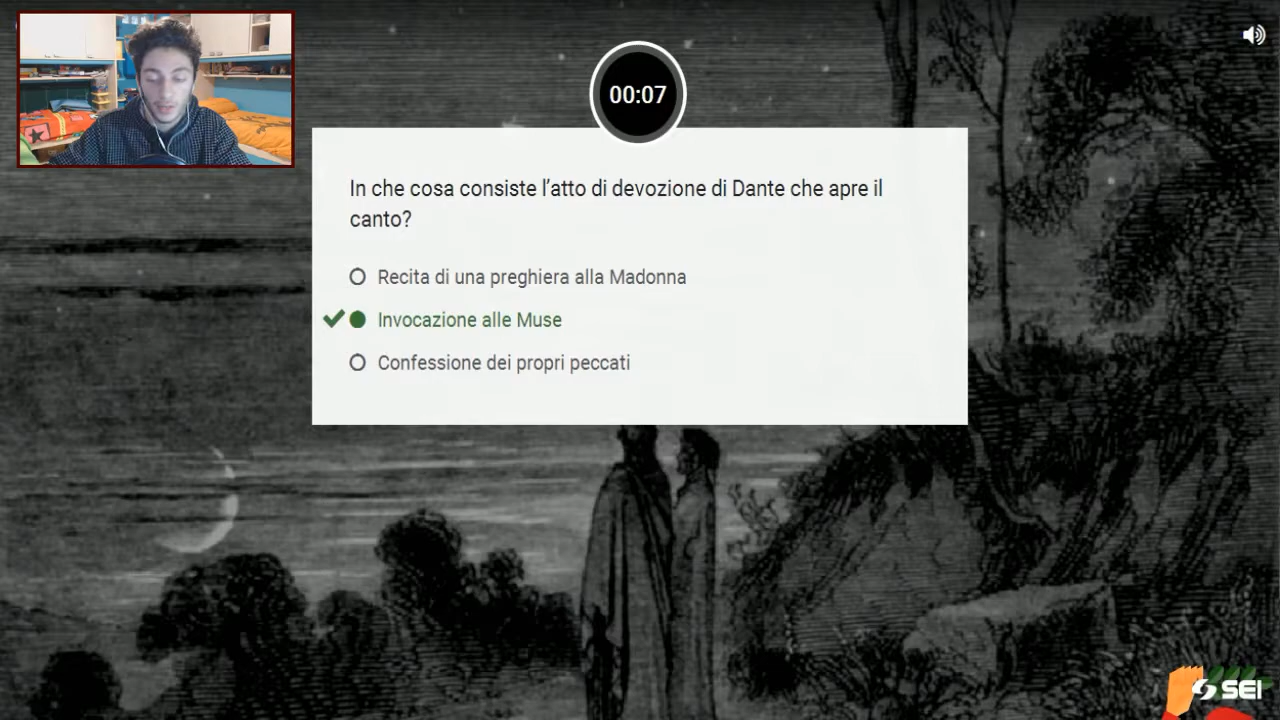 00:07
In che cosa consiste l'atto di devozione di Dante che apre il
canto?
Recita di una preghiera alla Madonna
Invocazione alle Muse
Confessione dei propri peccati
SEI